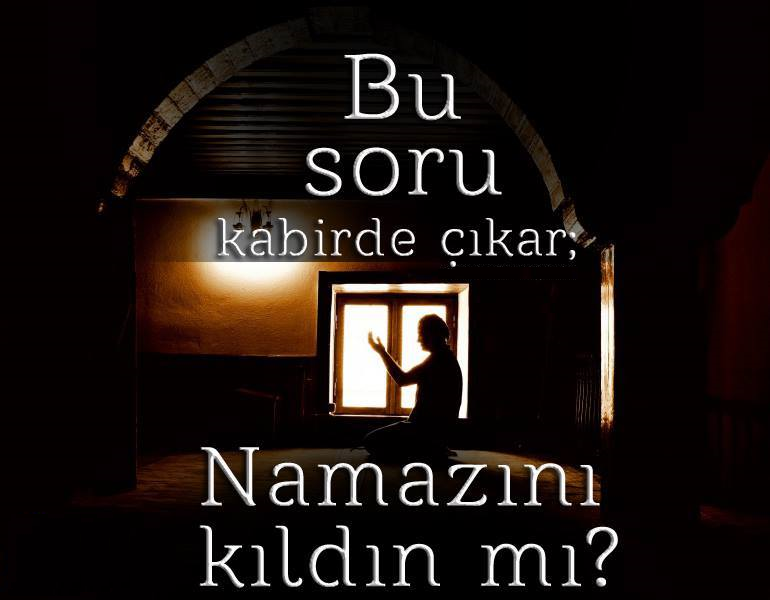 Bu
soru
kabirde çıkar;
Namazını
kıldın mı?